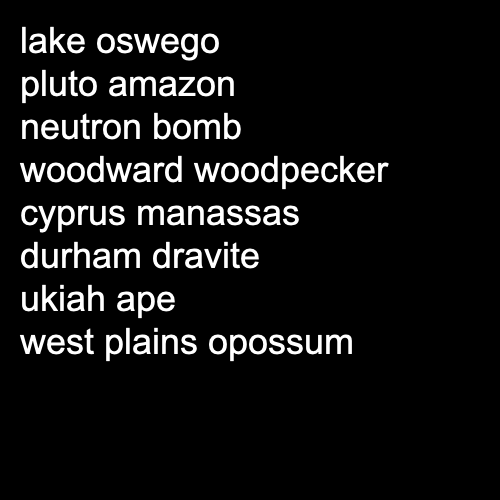 lake oswego
pluto amazon
neutron bomb
woodward woodpecker
cyprus manassas
durham dravite
ukiah ape
west plains opossum